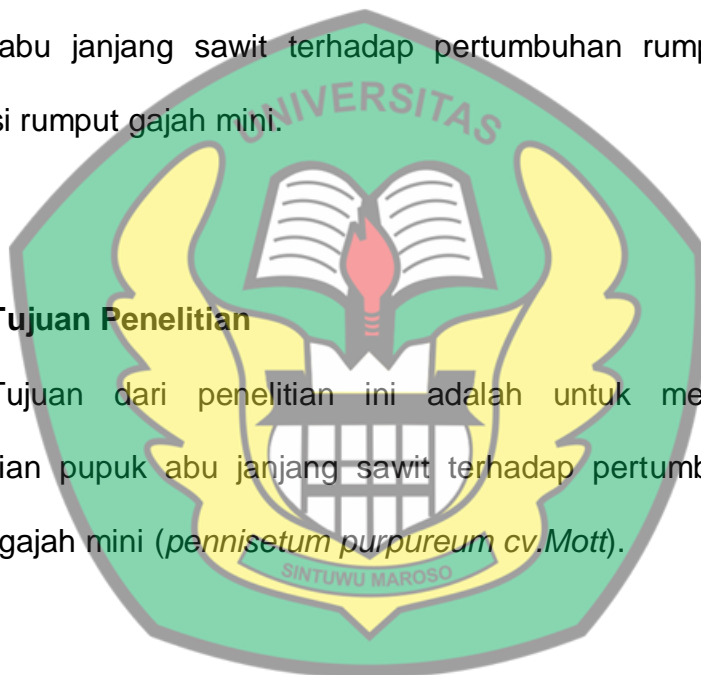 abu janjang sawit terhadap pertumbuhan rump
si rumput gajah mini.
UNIVERSITAS
Tujuan Penelitian
Tujuan dari penelitian ini adalah untuk me
ian pupuk abu janjang sawit terhadap pertumb
gajah mini (pennisetum purpureum cv.Mott).
SINTUWU MAROSO